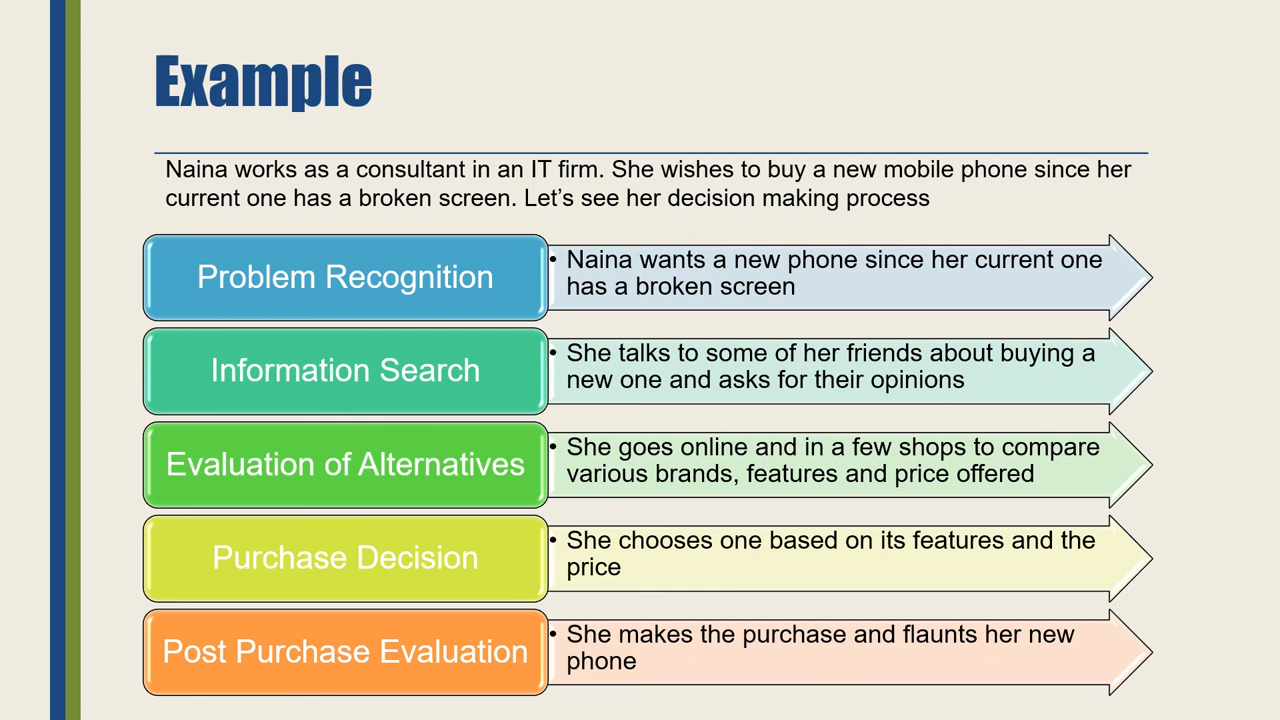 Example
Naina works as a consultant in an IT firm. She wishes to buy a new mobile phone since her
current one has a broken screen. Let’s see her decision making process
Problem Recognition
• Naina wants a new phone since her current one
has a broken screen
Information Search
• She talks to some of her friends about buying a
new one and asks for their opinions
Evaluation of Alternatives
• She goes online and in a few shops to compare
various brands, features and price offered
Purchase Decision
• She chooses one based on its features and the
price
Post Purchase Evaluation
• She makes the purchase and flaunts her new
phone